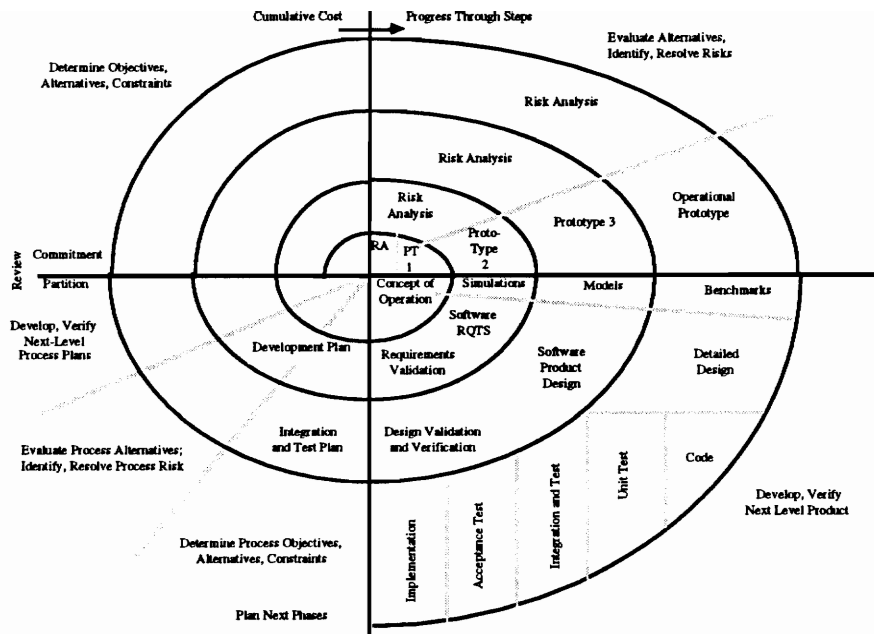 Cumulative Cost
Progress Through Steps
Evaluate Alternatives,
Identify, Resolve Risks
Determine Objectives,
Alternatives, Constraints
Risk Analysis
Risk Analysis
Risk
Analysis
Operational
Prototype
Prototype 3
Proto-
Type
2
RA
PT
1
Review
Commitment
Partition
Concept of
Operation
Simulations
Models
Benchmarks
Develop, Verify
Next-Level
Process Plans
Software
RQTS
Development Plan
Requirements
Validation
Software
Product
Design
Detailed
Design
Evaluate Process Alternatives;
Identify, Resolve Process Risk
Integration
and Test Plan
Design Validation
and Verification
Code
Unit Test
Integration and Test
Acceptance Test
Implementation
Develop, Verify
Next Level Product
Determine Process Objectives,
Alternatives, Constraints
Plan Next Phases